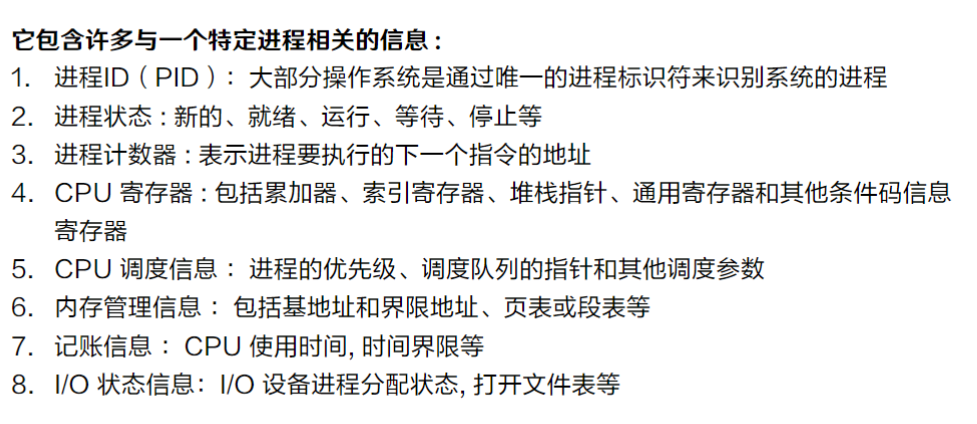 它包含许多与一个特定进程相关的信息：
1. 进程ID（PID）：大部分操作系统是通过唯一的进程标识符来识别系统的进程
2. 进程状态：新的、就绪、运行、等待、停止等
3. 进程计数器：表示进程要执行的下一个指令的地址
4. CPU 寄存器：包括累加器、索引寄存器、堆栈指针、通用寄存器和其他条件码信息
寄存器
5. CPU 调度信息： 进程的优先级、调度队列的指针和其他调度参数
6. 内存管理信息： 包括基地址和界限地址、页表或段表等
7. 记账信息： CPU 使用时间, 时间界限等
8. I/O 状态信息：I/O 设备进程分配状态, 打开文件表等